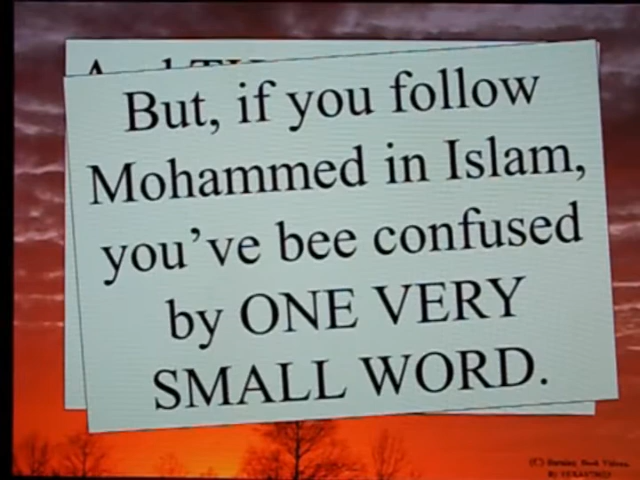 But, if you follow
Mohammed in Islam,
you've bee confused
by ONE VERY
SMALL WORD.